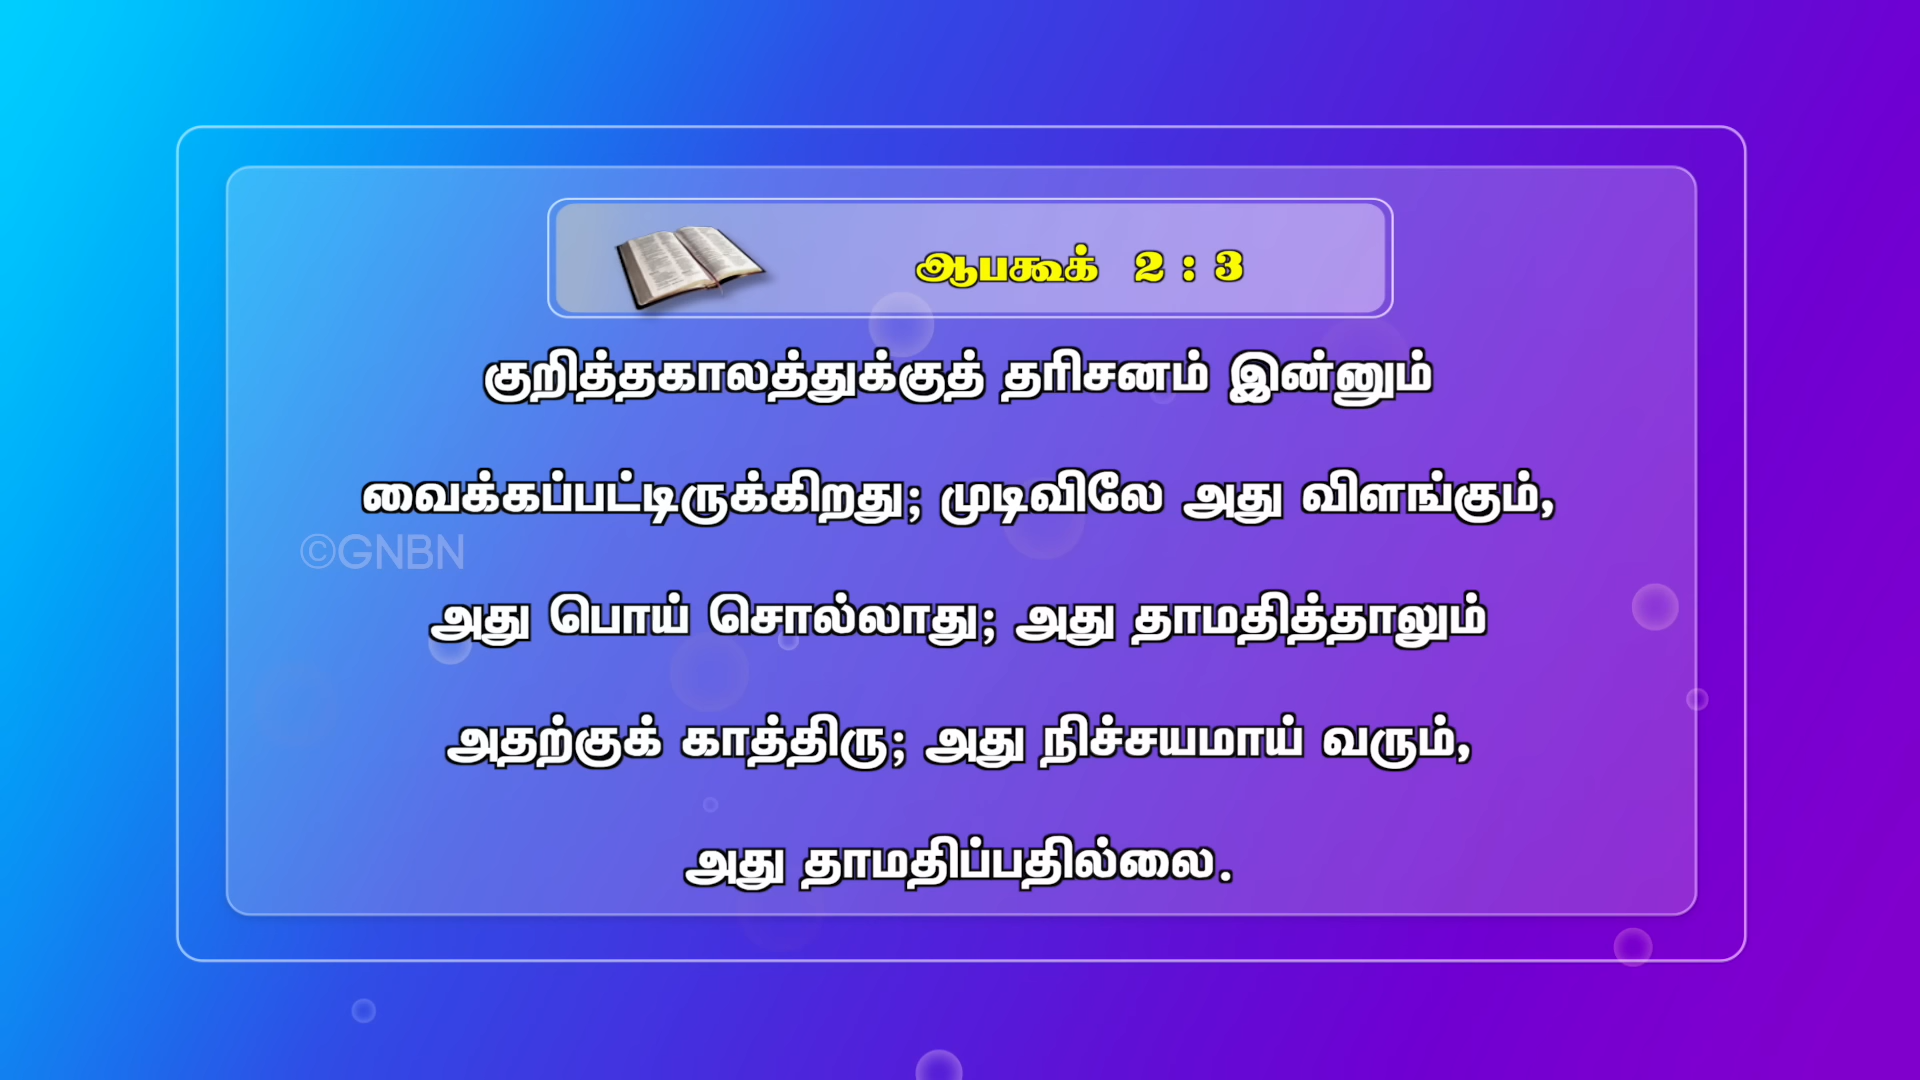 ஆபகூக் 2 : 3
குறித்தகாலத்துக்குத் தரிசனம் இன்னும்
வைக்கப்பட்டிருக்கிறது; முடிவிலே அது விளங்கும்,
©GNBN
அது பொய் சொல்லாது; அது தாமதித்தாலும்
அதற்குக் காத்திரு; அது நிச்சயமாய் வரும்,
அது தாமதிப்பதில்லை.